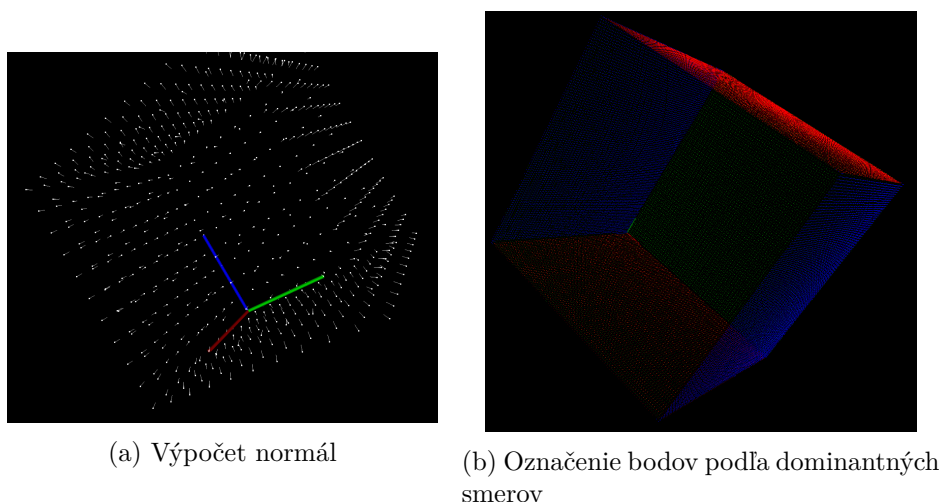 (a) Výpočet normál
(b) Označenie bodov podľa dominantných
smerov